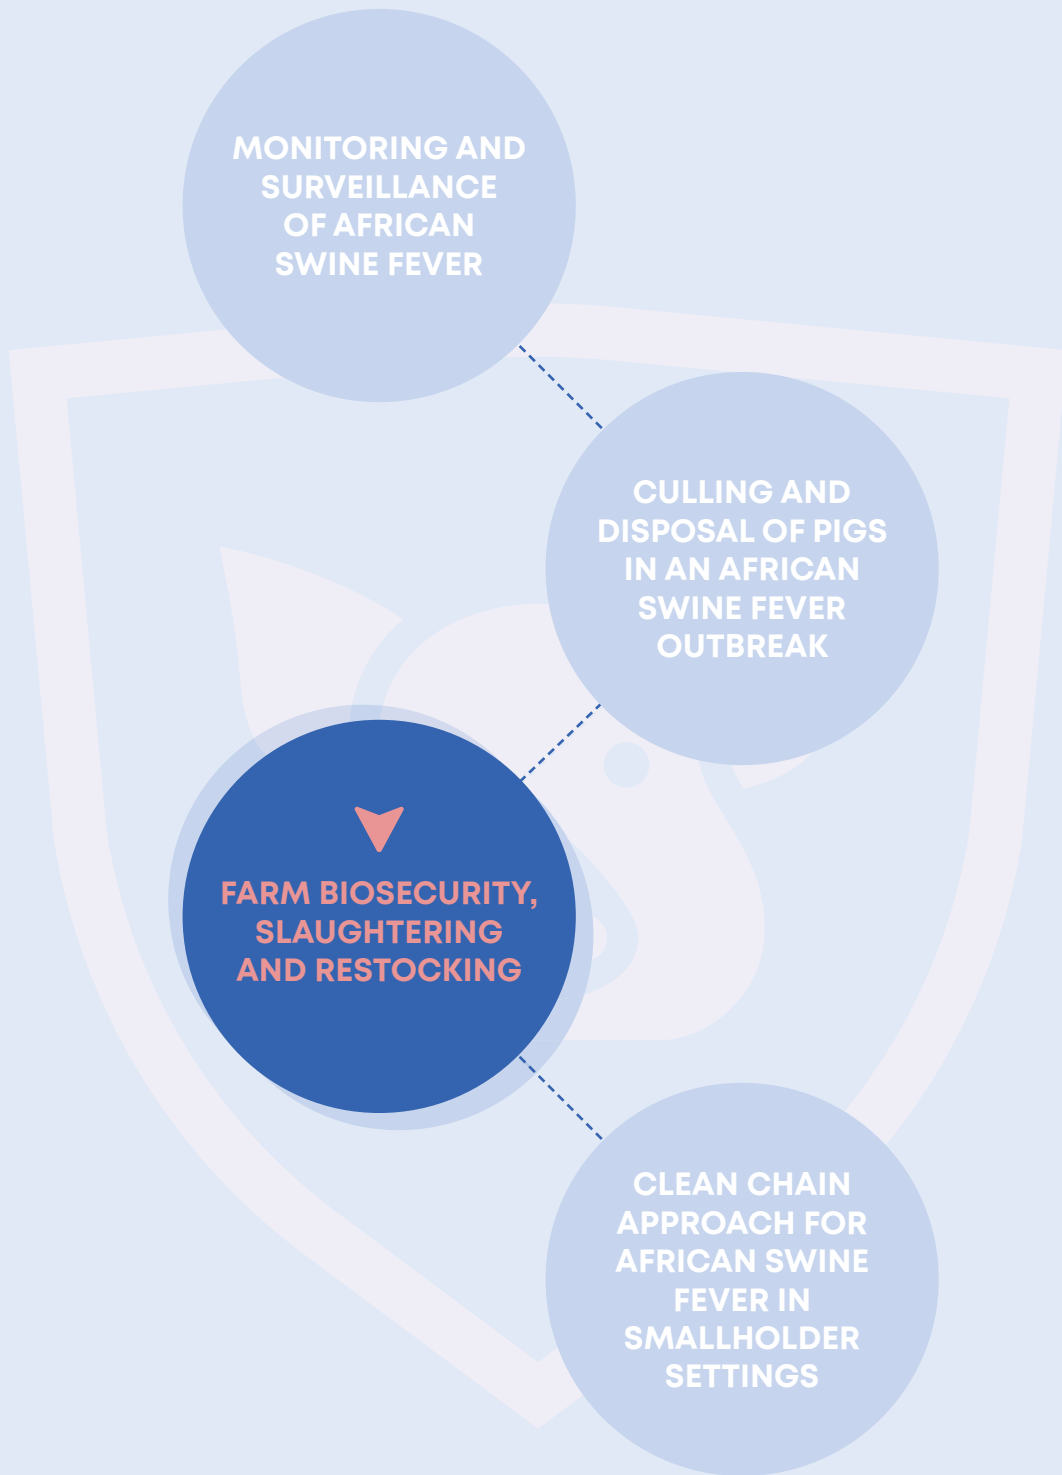 MONITORING AND
SURVEILLANCE
OF AFRICAN
SWINE FEVER
CULLING AND
DISPOSAL OF PIGS
IN AN AFRICAN
SWINE FEVER
OUTBREAK
FARM BIOSECURITY,
SLAUGHTERING
AND RESTOCKING
CLEAN CHAIN
APPROACH FOR
AFRICAN SWINE
FEVER IN
SMALLHOLDER
SETTINGS